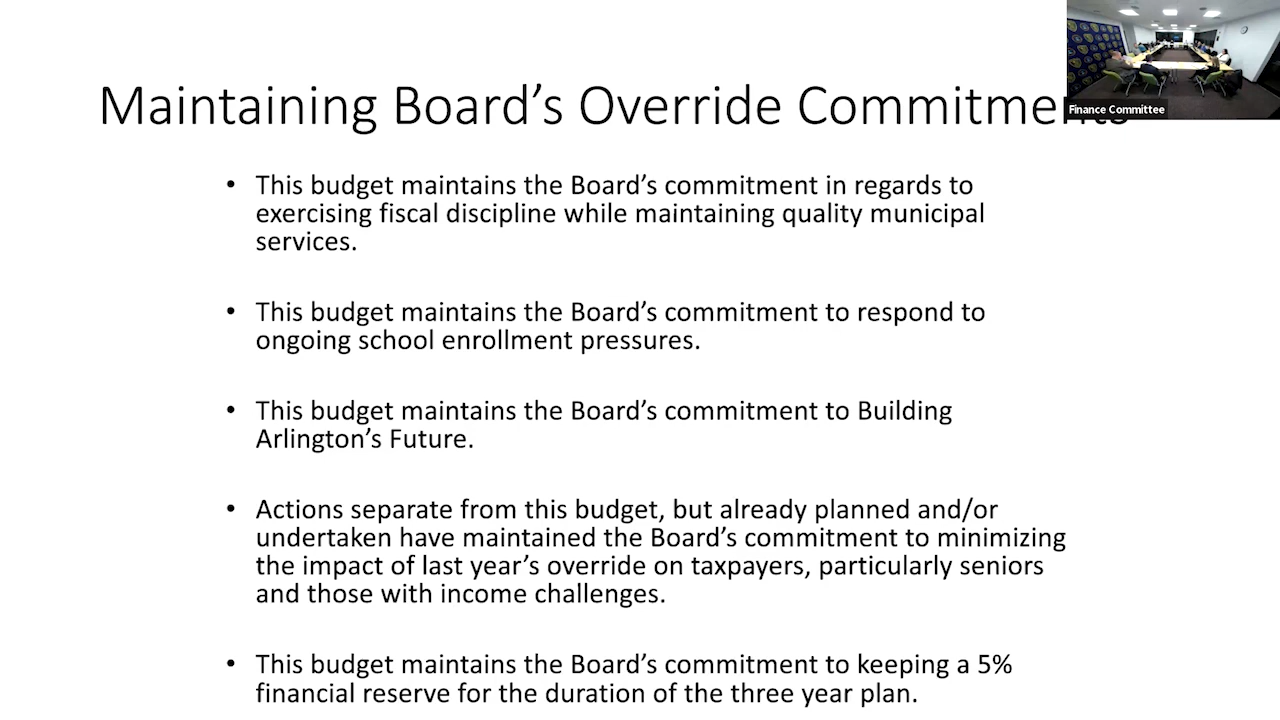 Maintaining Board's Override Commitments
Finance Committee
• This budget maintains the Board's commitment in regards to
exercising fiscal discipline while maintaining quality municipal
services.
• This budget maintains the Board's commitment to respond to
ongoing school enrollment pressures.
• This budget maintains the Board's commitment to Building
Arlington's Future.
• Actions separate from this budget, but already planned and/or
undertaken have maintained the Board's commitment to minimizing
the impact of last year's override on taxpayers, particularly seniors
and those with income challenges.
• This budget maintains the Board's commitment to keeping a 5%
financial reserve for the duration of the three year plan.